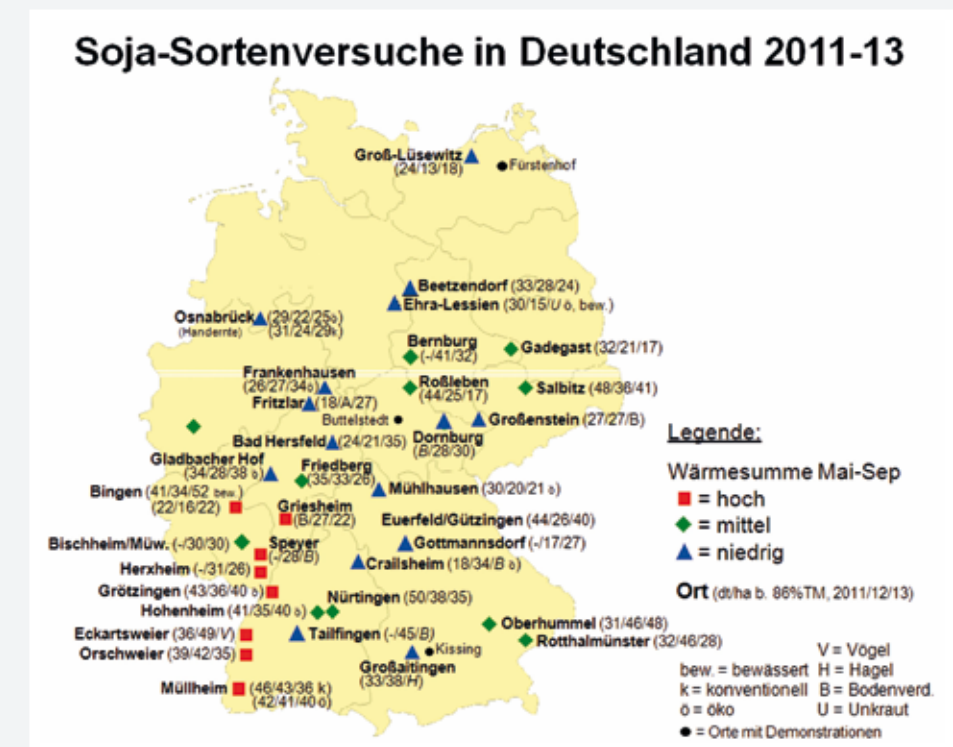 Soja-Sortenversuche in Deutschland 2011-13
Groß-Lüsewitz
(24/13/18)
Fürstenhof
Beetzendorf (33/28/24)
Ehra-Lessien (30/15/U ö, bew.)
Osnabrück (29/22/25ö)
(Handernte) (31/24/29k)
Bernburg
(-/41/32)
Gadegast (32/21/17)
Frankenhausen
(26/27/34ö)
Roßleben
(44/25/17)
Salbitz (48/36/41)
Fritzlar (18/A/27)
Buttelstedt
Großenstein (27/27/B)
Dornburg
(B/28/30)
Bad Hersfeld (24/21/35)
Gladbacher Hof
(34/28/38 ö)
Friedberg
(35/33/26)
Mühlhausen (30/20/21 ö)
Bingen (41/34/52 bew.)
(22/16/22)
Griesheim
(B/27/22)
Euerfeld/Gützingen (44/26/40)
Bischheim/Müw. (-/30/30)
Speyer
(-/28/B)
Gottmannsdorf (-/17/27)
Herxheim (-/31/26)
Crailsheim (18/34/B ö)
Grötzingen (43/36/40 ö)
Nürtingen (50/38/35)
Hohenheim (41/35/40 ö)
Oberhummel (31/46/48)
Eckartsweier (36/49/V)
Tailfingen (-/45/B)
Rotthalmünster (32/46/28)
Orschweier (39/42/35)
Kissing
Großaitingen
(33/38/H)
Müllheim (46/43/36 k)
(42/41/40 ö)
Legende:
Wärmesumme Mai-Sep
= hoch
= mittel
= niedrig
Ort (dt/ha b. 86%TM, 2011/12/13)
V = Vögel
bew. = bewässert H = Hagel
k = konventionell B = Bodenverd.
ö = öko U = Unkraut
● = Orte mit Demonstrationen